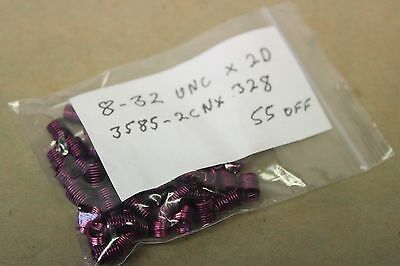 8-32 UNC x 2D
3585-2CNX .328
55 OFF